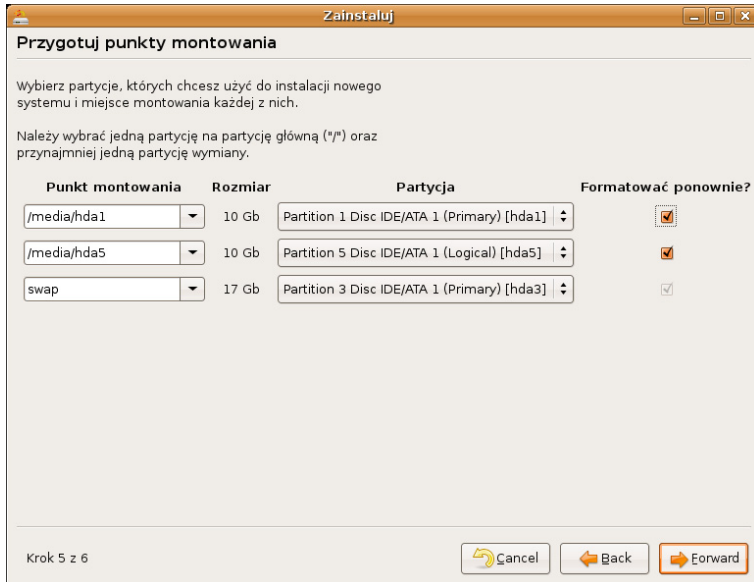 Zainstaluj
Przygotuj punkty montowania
Wybierz partycje, których chcesz użyć do instalacji nowego
systemu i miejsce montowania każdej z nich.
Należy wybrać jedną partycję na partycję główną ("/") oraz
przynajmniej jedną partycję wymiany.
Punkt montowania Rozmiar Partycja Formatować ponownie?
/media/hda1 10 Gb Partition 1 Disc IDE/ATA 1 (Primary) [hda1]
/media/hda5 10 Gb Partition 5 Disc IDE/ATA 1 (Logical) [hda5]
swap 17 Gb Partition 3 Disc IDE/ATA 1 (Primary) [hda3]
Krok 5 z 6 Cancel Back Forward